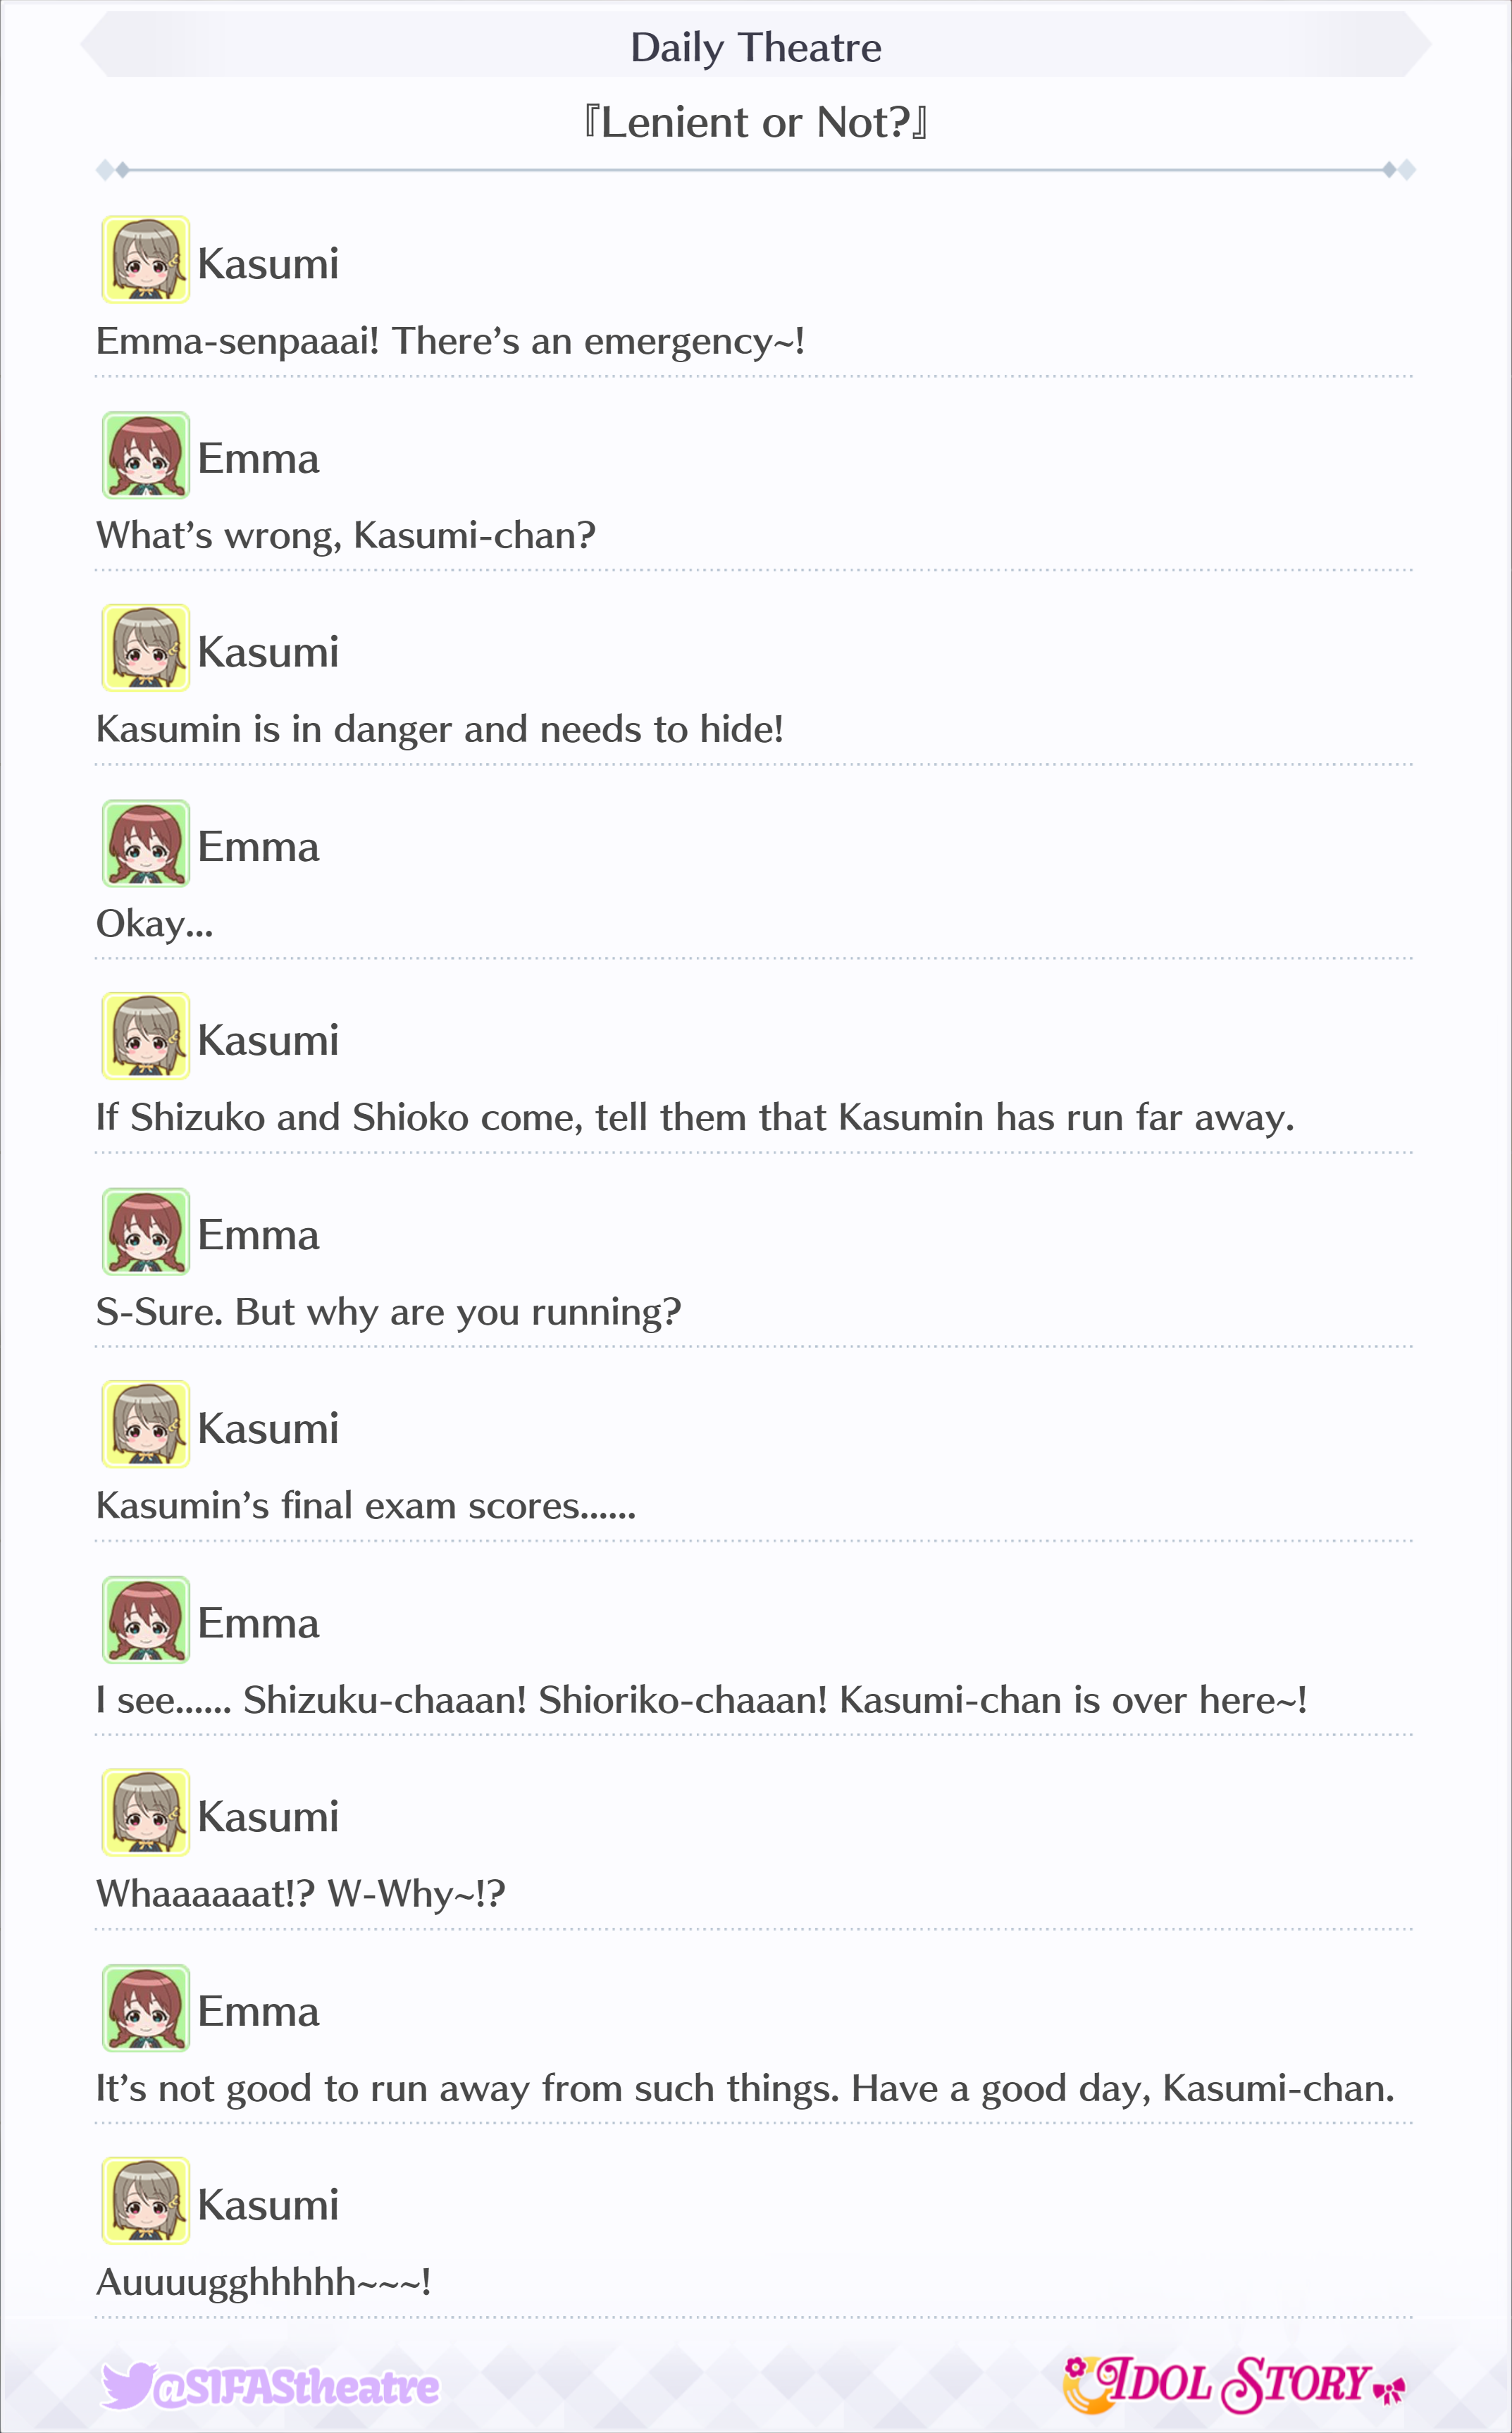 Daily Theatre
『Lenient or Not?』
Kasumi
Emma-senpaaai! There’s an emergency~!
Emma
What’s wrong, Kasumi-chan?
Kasumi
Kasumin is in danger and needs to hide!
Emma
Okay...
Kasumi
If Shizuko and Shioko come, tell them that Kasumin has run far away.
Emma
S-Sure. But why are you running?
Kasumi
Kasumin’s final exam scores......
Emma
I see...... Shizuku-chaaan! Shioriko-chaaan! Kasumi-chan is over here~!
Kasumi
Whaaaaaat!? W-Why~!?
Emma
It’s not good to run away from such things. Have a good day, Kasumi-chan.
Kasumi
Auuuugghhhhh~~~!
@SIFAStheatre
IDOL STORY